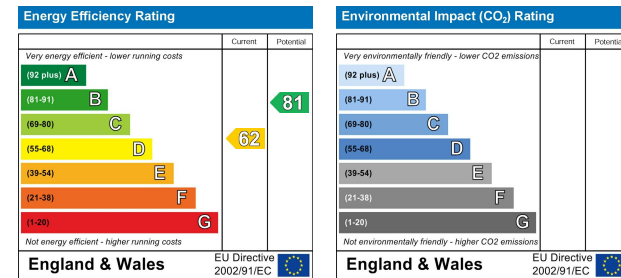 Energy Efficiency Rating
Current Potential
Very energy efficient - lower running costs
(92 plus) A
(81-91) B
81
(69-80) C
62
(55-68) D
(39-54) E
(21-38) F
(1-20) G
Not energy efficient - higher running costs
England & Wales
EU Directive
2002/91/EC
Environmental Impact (CO2) Rating
Current Potentia
Very environmentally friendly - lower CO2 emissions
(92 plus) A
(81-91) B
(69-80) C
(55-68) D
(39-54) E
(21-38) F
(1-20) G
Not environmentally friendly - higher CO2 emissions
England & Wales
EU Directive
2002/91/EC